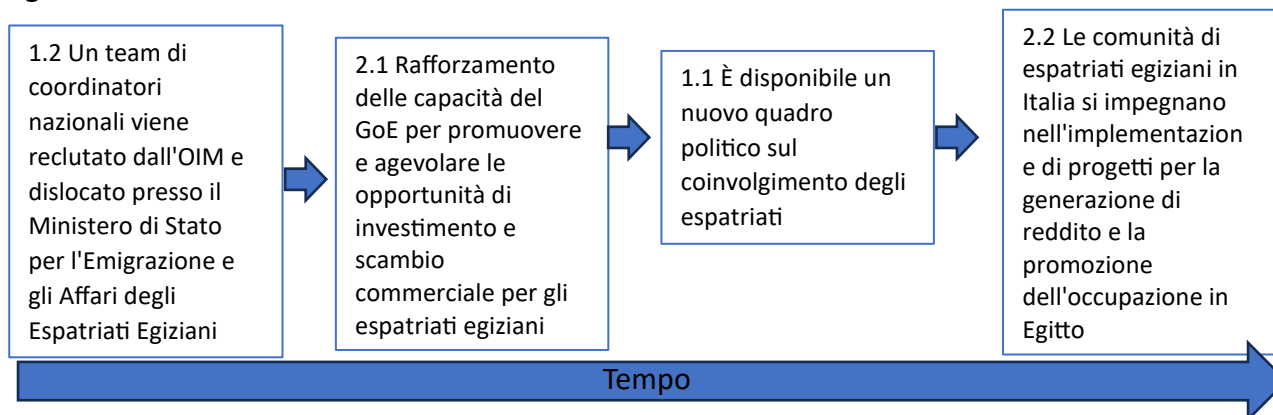 1.2 Un team di
coordinatori
nazionali viene
reclutato dall'OIM e
dislocato presso il
Ministero di Stato
per l'Emigrazione e
gli Affari degli
Espatriati Egiziani
2.1 Rafforzamento
delle capacità del
GoE per promuovere
e agevolare le
opportunità di
investimento e
scambio
commerciale per gli
espatriati egiziani
1.1 È disponibile un
nuovo quadro
politico sul
coinvolgimento degli
espatriati
2.2 Le comunità di
espatriati egiziani in
Italia si impegnano
nell'implementazion
e di progetti per la
generazione di
reddito e la
promozione
dell'occupazione in
Egitto
Tempo